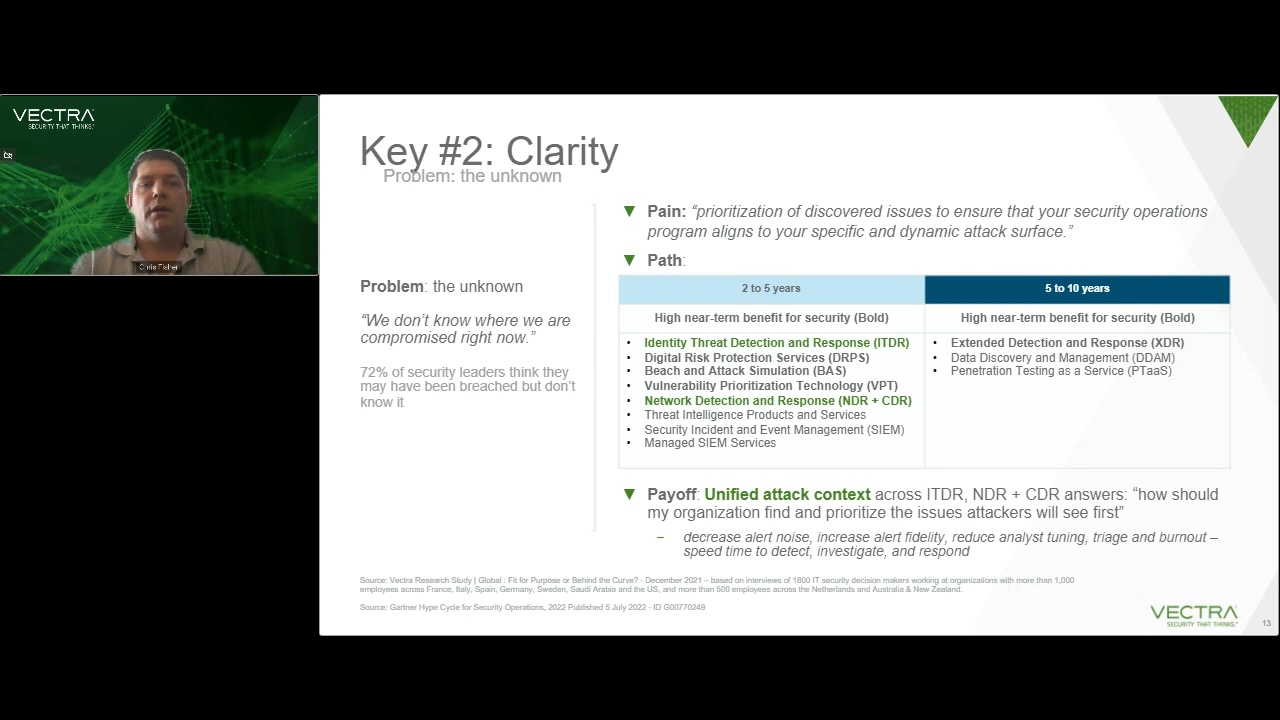 VECTRA
SECURITY THAT THINKS.
Chris Fisher
Key #2: Clarity
Problem: the unknown
Problem: the unknown
“We don’t know where we are
compromised right now.”
72% of security leaders think they
may have been breached but don’t
know it
▼ Pain: “prioritization of discovered issues to ensure that your security operations
program aligns to your specific and dynamic attack surface.”
▼ Path:
2 to 5 years
High near-term benefit for security (Bold)
• Identity Threat Detection and Response (ITDR)
• Digital Risk Protection Services (DRPS)
• Beach and Attack Simulation (BAS)
• Vulnerability Prioritization Technology (VPT)
• Network Detection and Response (NDR + CDR)
• Threat Intelligence Products and Services
• Security Incident and Event Management (SIEM)
• Managed SIEM Services
5 to 10 years
High near-term benefit for security (Bold)
• Extended Detection and Response (XDR)
• Data Discovery and Management (DDAM)
• Penetration Testing as a Service (PTaaS)
▼ Payoff: Unified attack context across ITDR, NDR + CDR answers: “how should
my organization find and prioritize the issues attackers will see first”
– decrease alert noise, increase alert fidelity, reduce analyst tuning, triage and burnout –
speed time to detect, investigate, and respond
Source: Vectra Research Study | Global : Fit for Purpose or Behind the Curve? - December 2021 – based on interviews of 1800 IT security decision makers working at organizations with more than 1,000
employees across France, Italy, Spain, Germany, Sweden, Saudi Arabia and the US, and more than 500 employees across the Netherlands and Australia & New Zealand.
Source: Gartner Hype Cycle for Security Operations, 2022 Published 5 July 2022 - ID G00770249
VECTRA
SECURITY THAT THINKS.
13